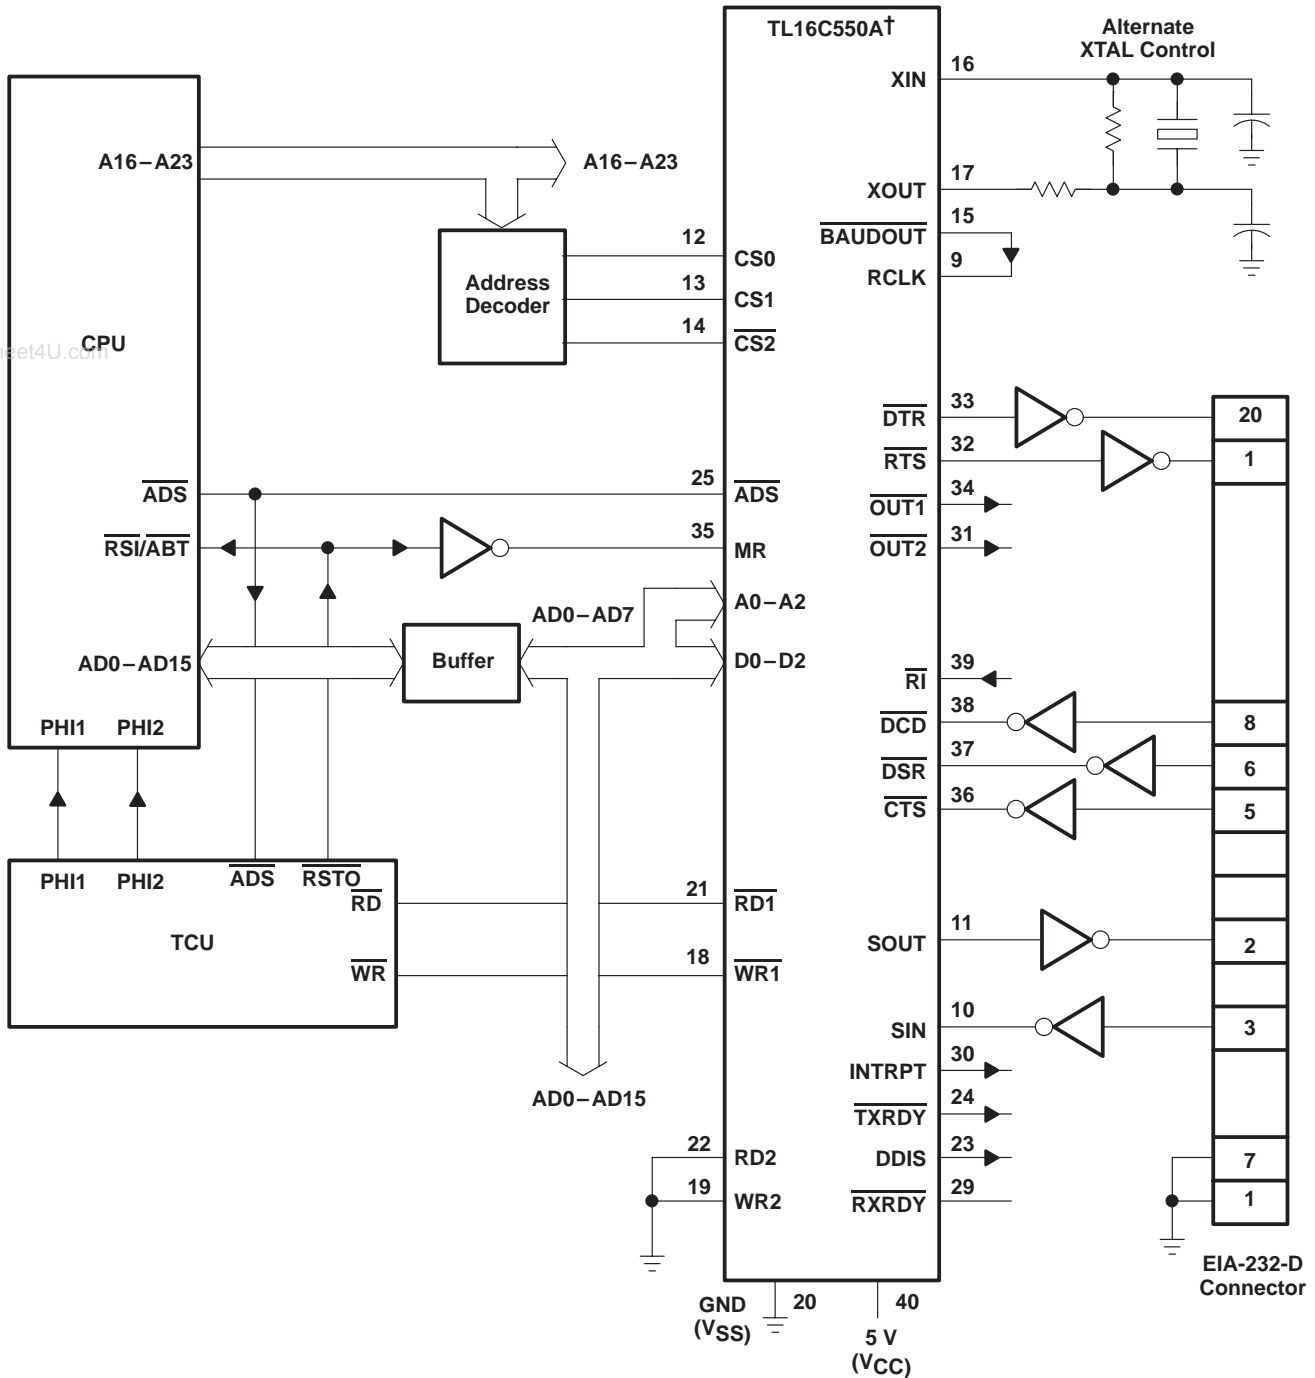 TL16C550A†
Alternate
XTAL Control
XIN
16
A16–A23
A16–A23
XOUT
17
BAUDOUT
15
RCLK
9
Address
Decoder
12
CS0
13
CS1
14
CS2
CPU
eet4U.com
DTR
33
20
RTS
32
1
ADS
25
ADS
OUT1
34
RSI/ABT
35
MR
OUT2
31
AD0–AD7
A0–A2
AD0–AD15
Buffer
D0–D2
RI
39
DCD
38
8
DSR
37
6
CTS
36
5
PHI1
PHI2
PHI1
PHI2
ADS
RSTO
RD
21
RD1
TCU
WR
18
WR1
SOUT
11
2
SIN
10
3
INTRPT
30
AD0–AD15
TXRDY
24
22
RD2
DDIS
23
7
19
WR2
RXRDY
29
1
EIA-232-D
Connector
GND
(VSS)
20
40
5 V
(VCC)